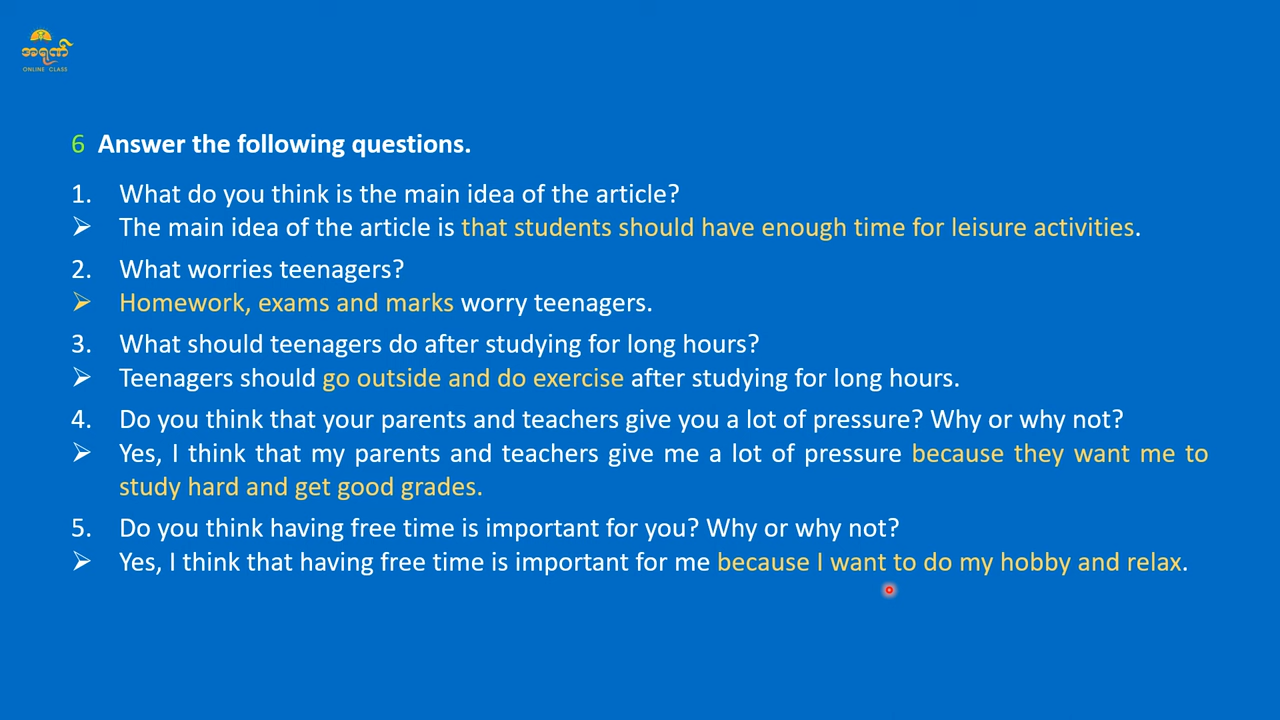 အရုဏ်
ONLINE CLASS
6 Answer the following questions.
1. What do you think is the main idea of the article?
➢ The main idea of the article is that students should have enough time for leisure activities.
2. What worries teenagers?
➢ Homework, exams and marks worry teenagers.
3. What should teenagers do after studying for long hours?
➢ Teenagers should go outside and do exercise after studying for long hours.
4. Do you think that your parents and teachers give you a lot of pressure? Why or why not?
➢ Yes, I think that my parents and teachers give me a lot of pressure because they want me to
study hard and get good grades.
5. Do you think having free time is important for you? Why or why not?
➢ Yes, I think that having free time is important for me because I want to do my hobby and relax.